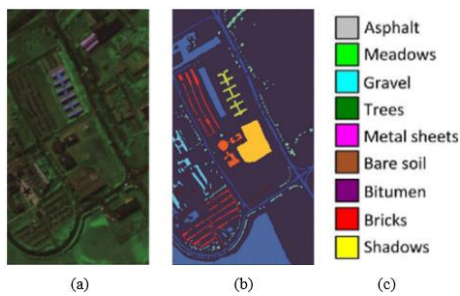 Asphalt
Meadows
Gravel
Trees
Metal sheets
Bare soil
Bitumen
Bricks
Shadows
(a) (b) (c)